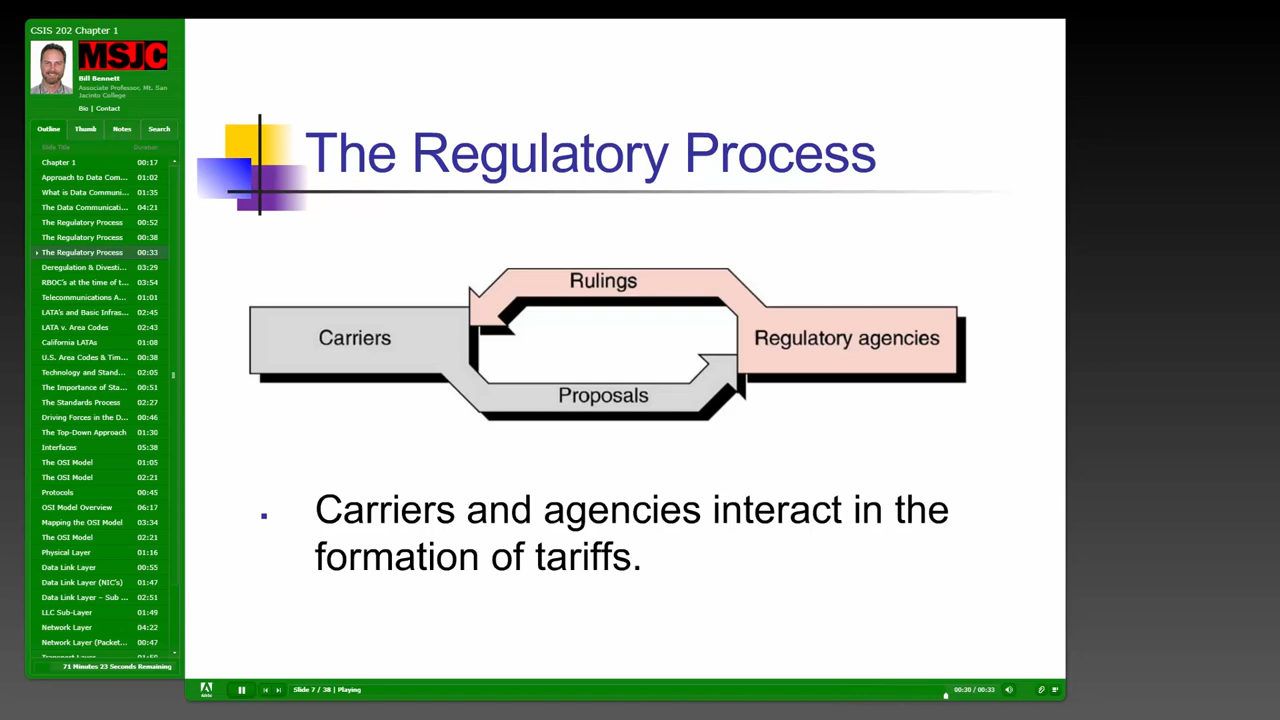 CSIS 202 Chapter 1
MSJC
Bill Bennett
Associate Professor, Mt. San
Jacinto College
Bio | Contact
Outline Thumb Notes Search
Slide Title Duration
Chapter 1 00:17
Approach to Data Com... 01:02
What is Data Communi... 01:35
The Data Communicati... 04:21
The Regulatory Process 00:52
The Regulatory Process 00:38
The Regulatory Process 00:33
Deregulation & Divesti... 03:29
RBOC's at the time of t... 03:54
Telecommunications A... 01:01
LATA's and Basic Infras... 02:45
LATA v. Area Codes 02:43
California LATAs 01:08
U.S. Area Codes & Tim... 00:38
Technology and Stand... 02:05
The Importance of Sta... 00:51
The Standards Process 02:27
Driving Forces in the D... 00:46
The Top-Down Approach 01:30
Interfaces 05:38
The OSI Model 01:05
The OSI Model 02:21
Protocols 00:45
OSI Model Overview 06:17
Mapping the OSI Model 03:34
The OSI Model 02:21
Physical Layer 01:16
Data Link Layer 00:55
Data Link Layer (NIC's) 01:47
Data Link Layer – Sub ... 02:51
LLC Sub-Layer 01:49
Network Layer 04:22
Network Layer (Packet... 00:47
71 Minutes 23 Seconds Remaining
The Regulatory Process
Rulings
Carriers
Regulatory agencies
Proposals
Carriers and agencies interact in the
formation of tariffs.
Slide 7 / 38 | Playing
00:30 / 00:33